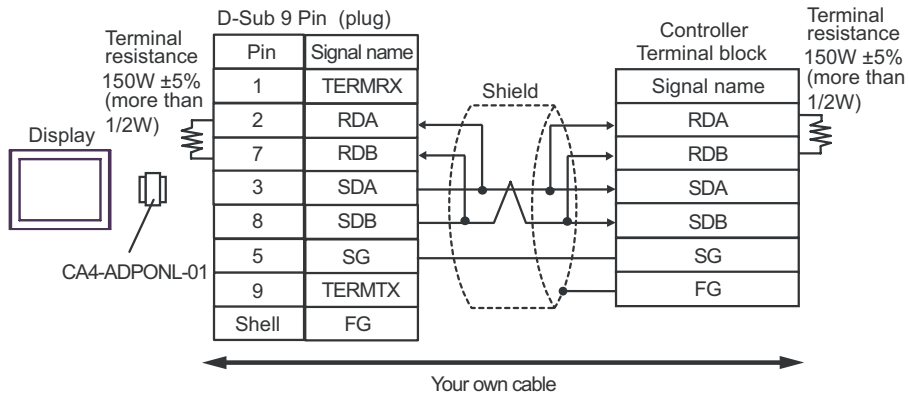 D-Sub 9 Pin (plug)
Terminal
resistance
150W ±5%
(more than
1/2W)
Display
CA4-ADPONL-01
Pin Signal name
1 TERMRX
2 RDA
7 RDB
3 SDA
8 SDB
5 SG
9 TERMTX
Shell FG
Shield
Controller
Terminal block
Signal name
RDA
RDB
SDA
SDB
SG
FG
Terminal
resistance
150W ±5%
(more than
1/2W)
Your own cable